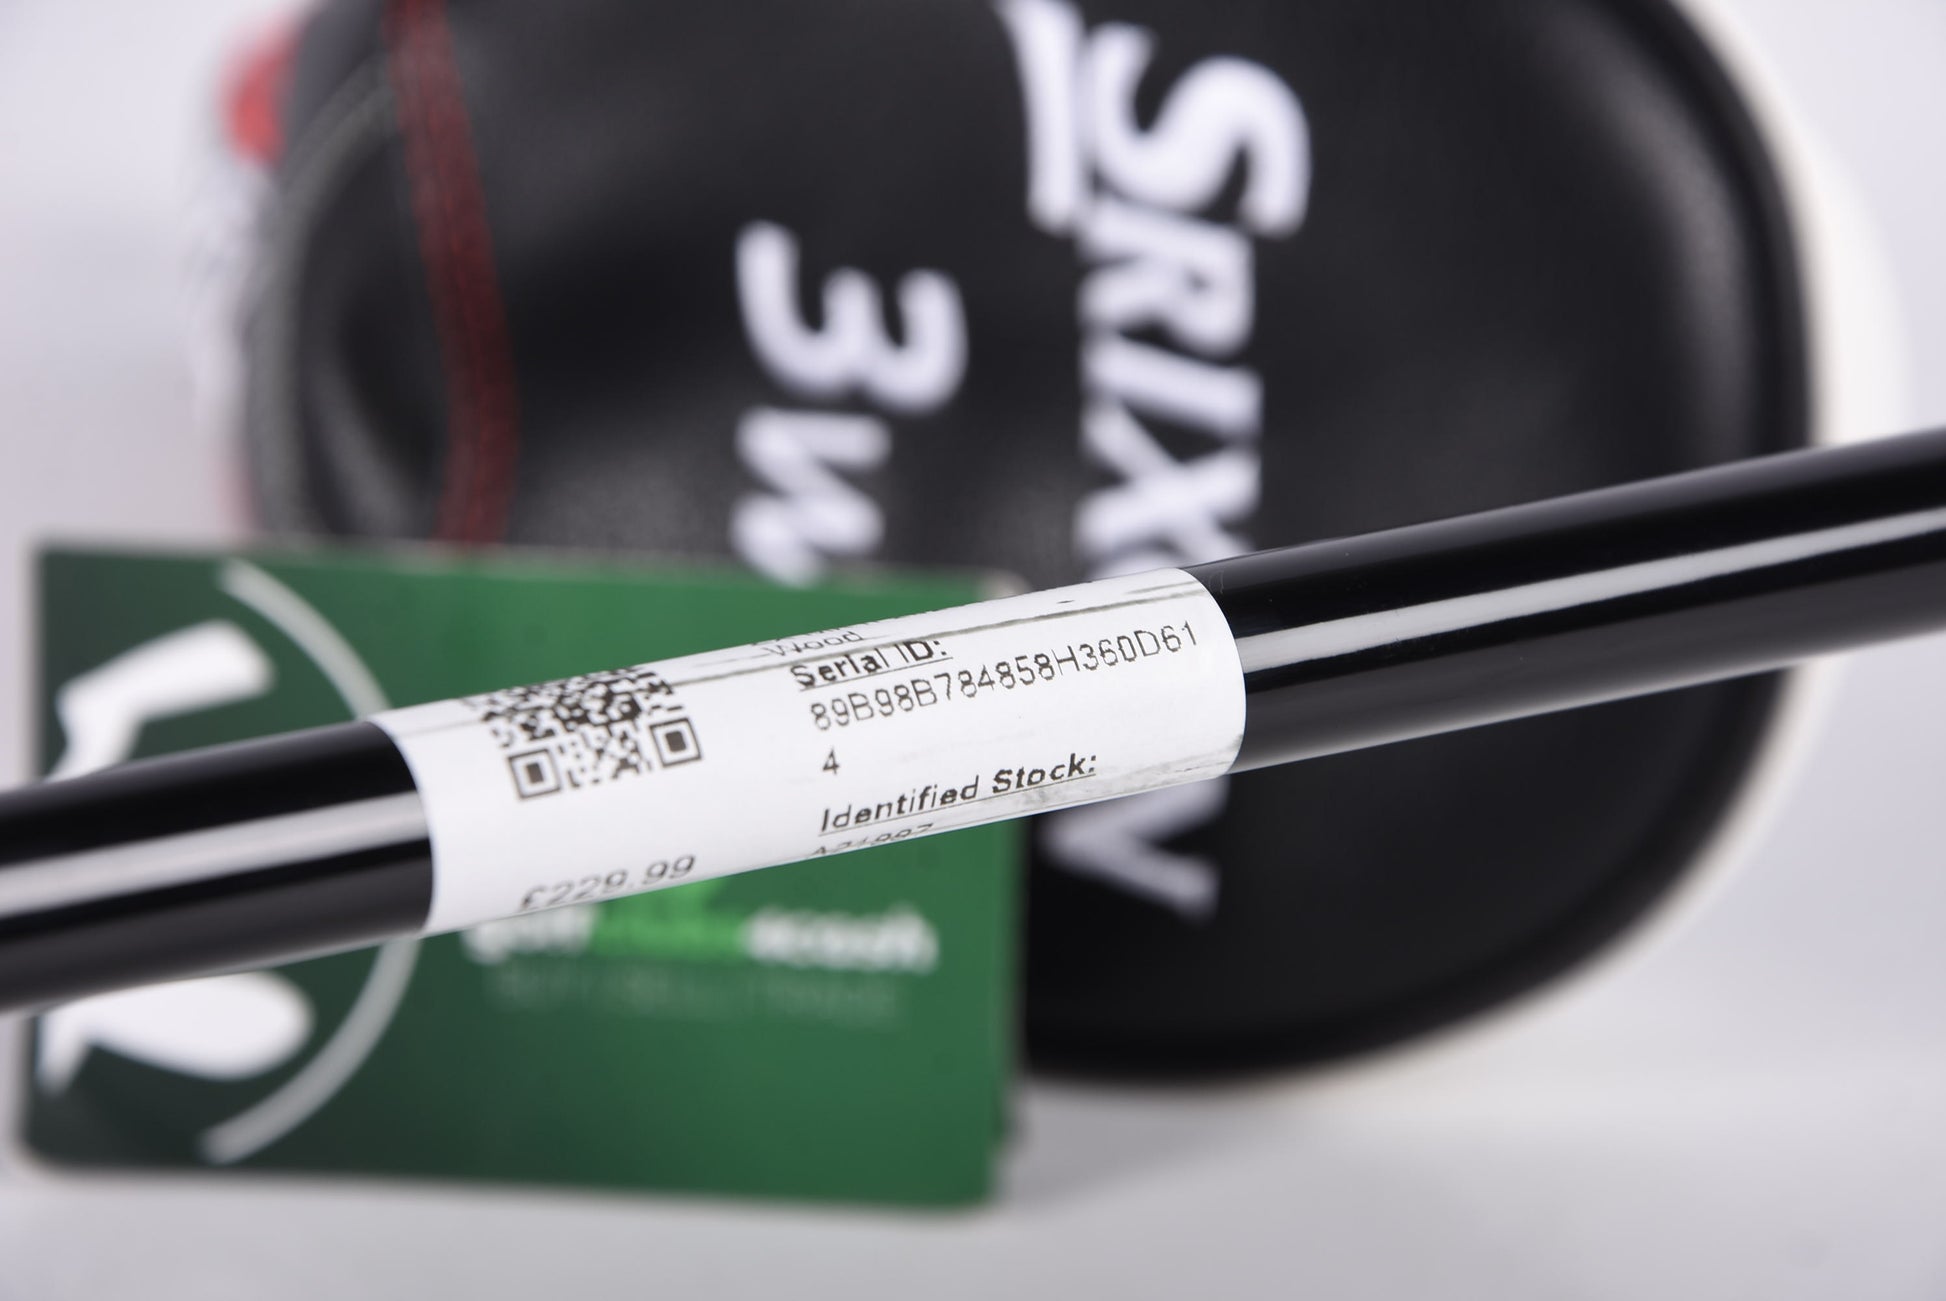 SRIXON
3W
Wood
Serial ID:
89B98B784858H360D61
4
Identified Stock:
£229.99